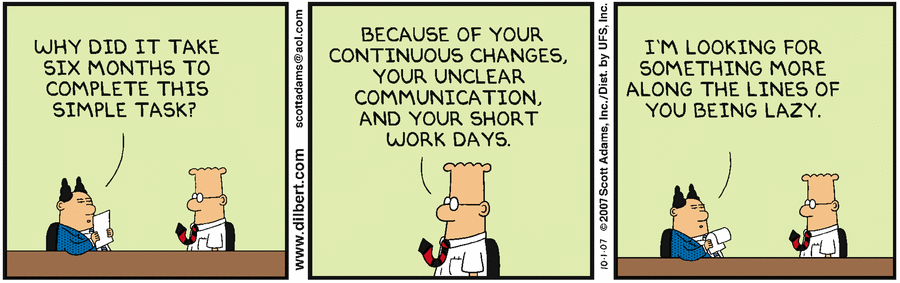 WHY DID IT TAKE
SIX MONTHS TO
COMPLETE THIS
SIMPLE TASK?
www.dilbert.com scottadams@aol.com
BECAUSE OF YOUR
CONTINUOUS CHANGES,
YOUR UNCLEAR
COMMUNICATION,
AND YOUR SHORT
WORK DAYS.
10-1-07 ©2007 Scott Adams, Inc./Dist. by UFS, Inc.
I'M LOOKING FOR
SOMETHING MORE
ALONG THE LINES OF
YOU BEING LAZY.